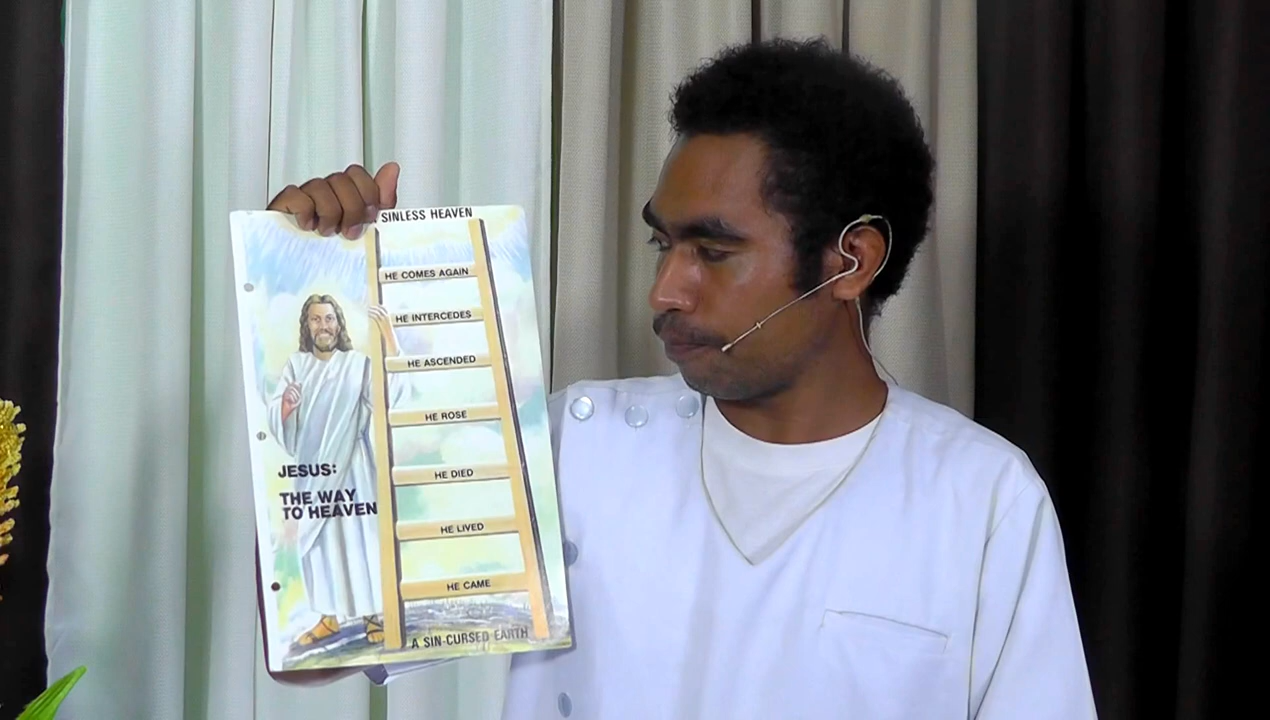 SINLESS HEAVEN
HE COMES AGAIN
HE INTERCEDES
HE ASCENDED
HE ROSE
HE DIED
HE LIVED
HE CAME
JESUS:
THE WAY
TO HEAVEN
A SIN-CURSED EARTH